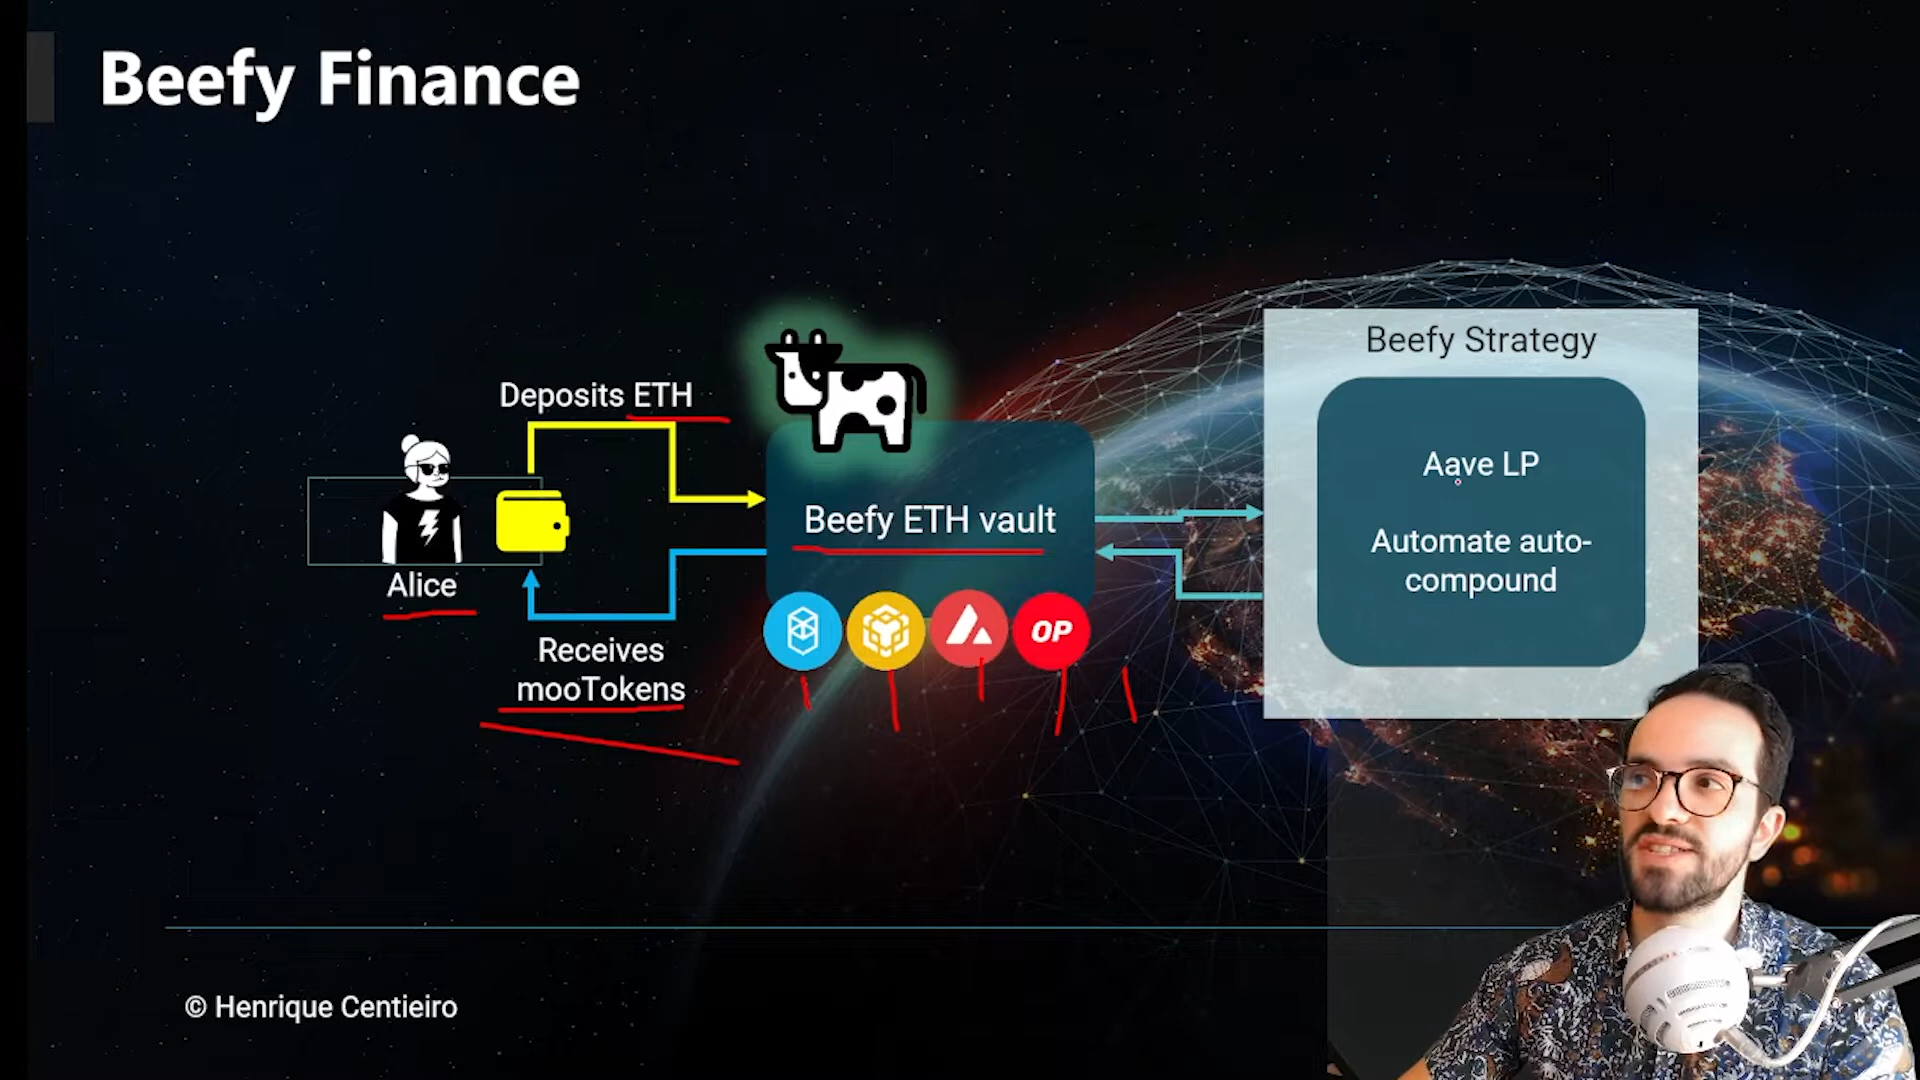 Beefy Finance
Deposits ETH
Alice
Receives
mooTokens
Beefy ETH vault
OP
Beefy Strategy
Aave LP
Automate auto-
compound
© Henrique Centieiro